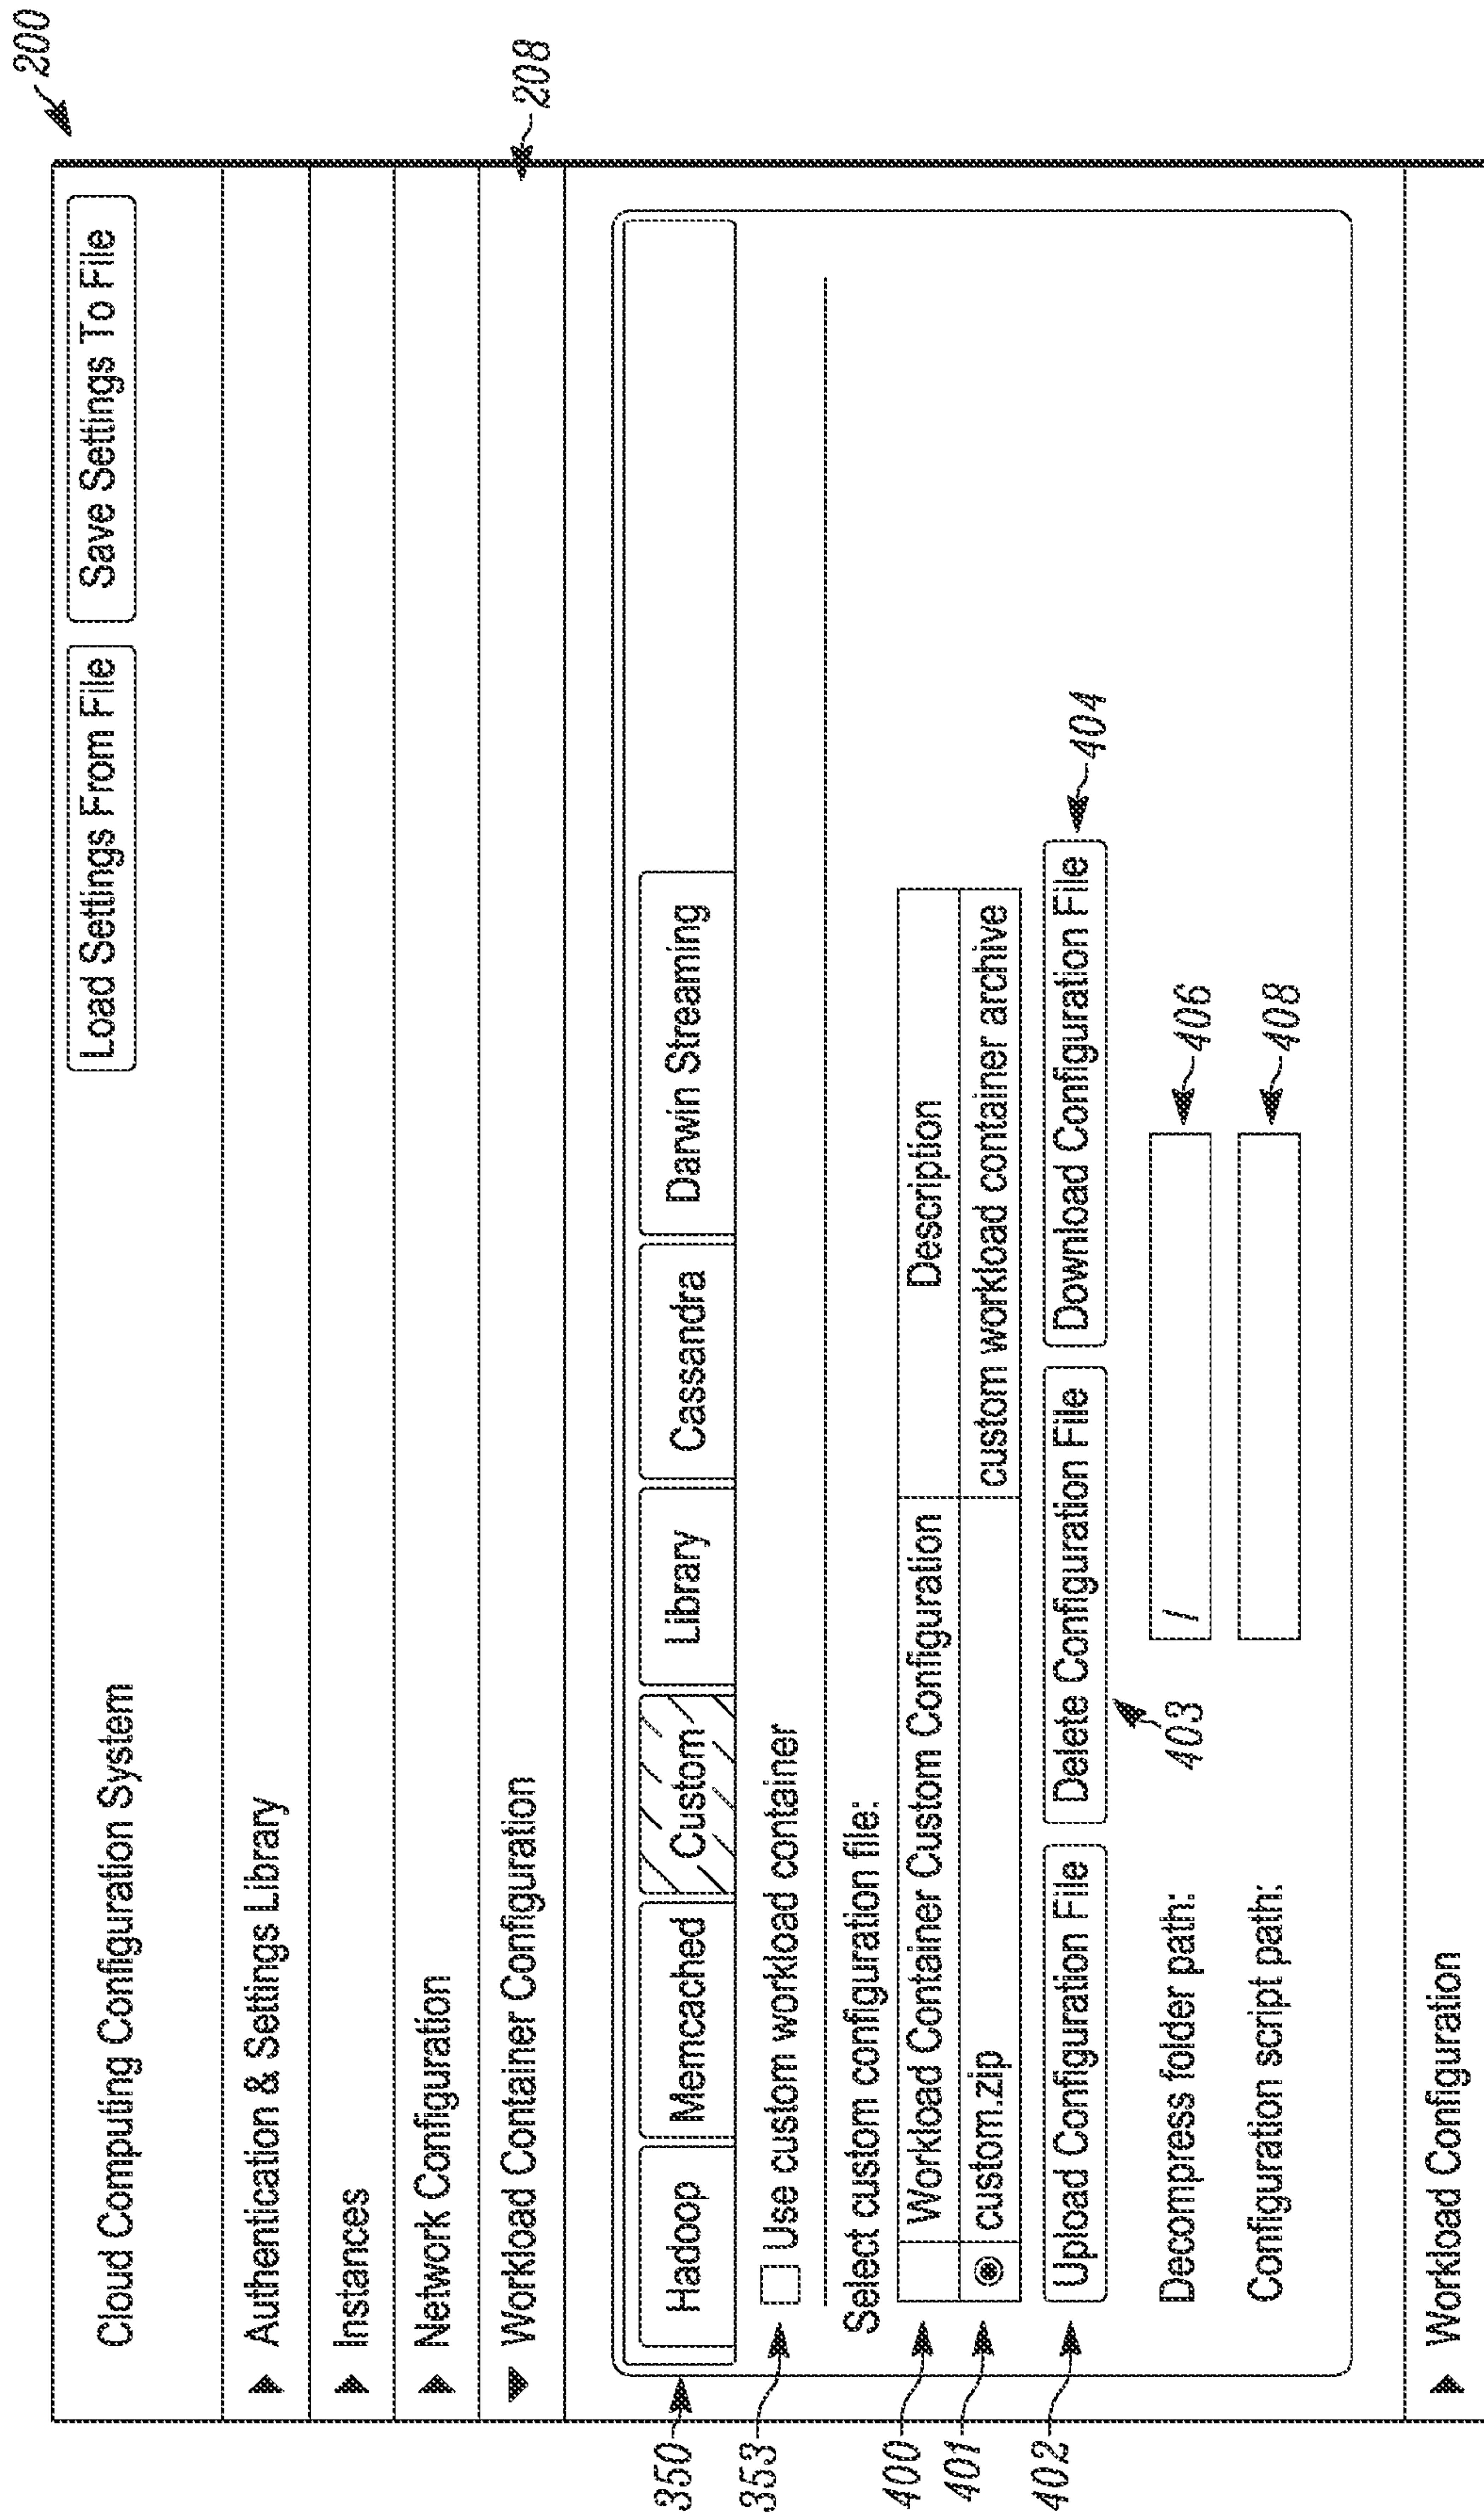 200
Cloud Computing Configuration System
Load Settings From File
Save Settings To File
Authentication & Settings Library
Instances
Network Configuration
Workload Container Configuration
208
350
Hadoop
Memcached
Custom
Library
Cassandra
Darwin Streaming
353
Use custom workload container
Select custom configuration file:
400
Workload Container Custom Configuration
Description
401
custom.zip
custom workload container archive
402
Upload Configuration File
Delete Configuration File
Download Configuration File
404
403
Decompress folder path:
/
406
Configuration script path:
408
Workload Configuration